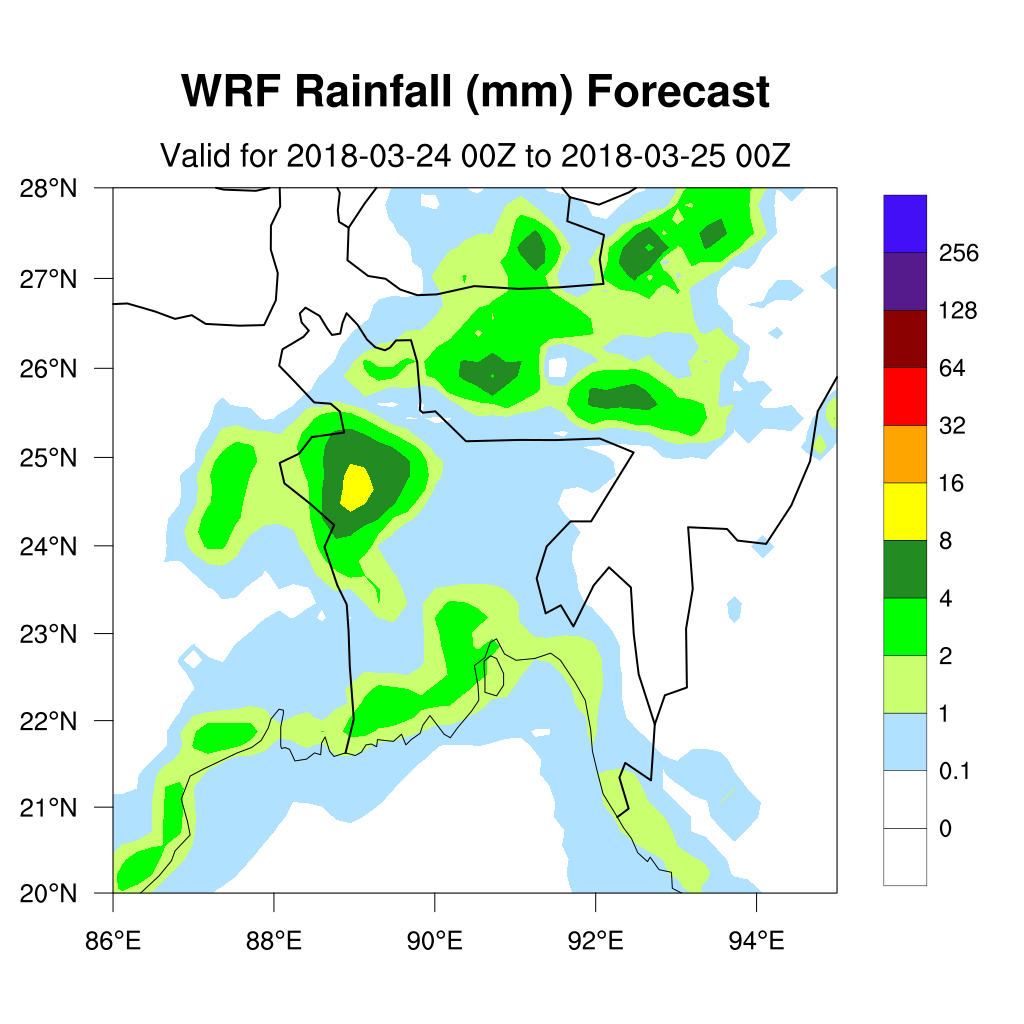 WRF Rainfall (mm) Forecast
Valid for 2018-03-24 00Z to 2018-03-25 00Z
28°N
27°N
26°N
25°N
24°N
23°N
22°N
21°N
20°N
86°E 88°E 90°E 92°E 94°E
256
128
64
32
16
8
4
2
1
0.1
0